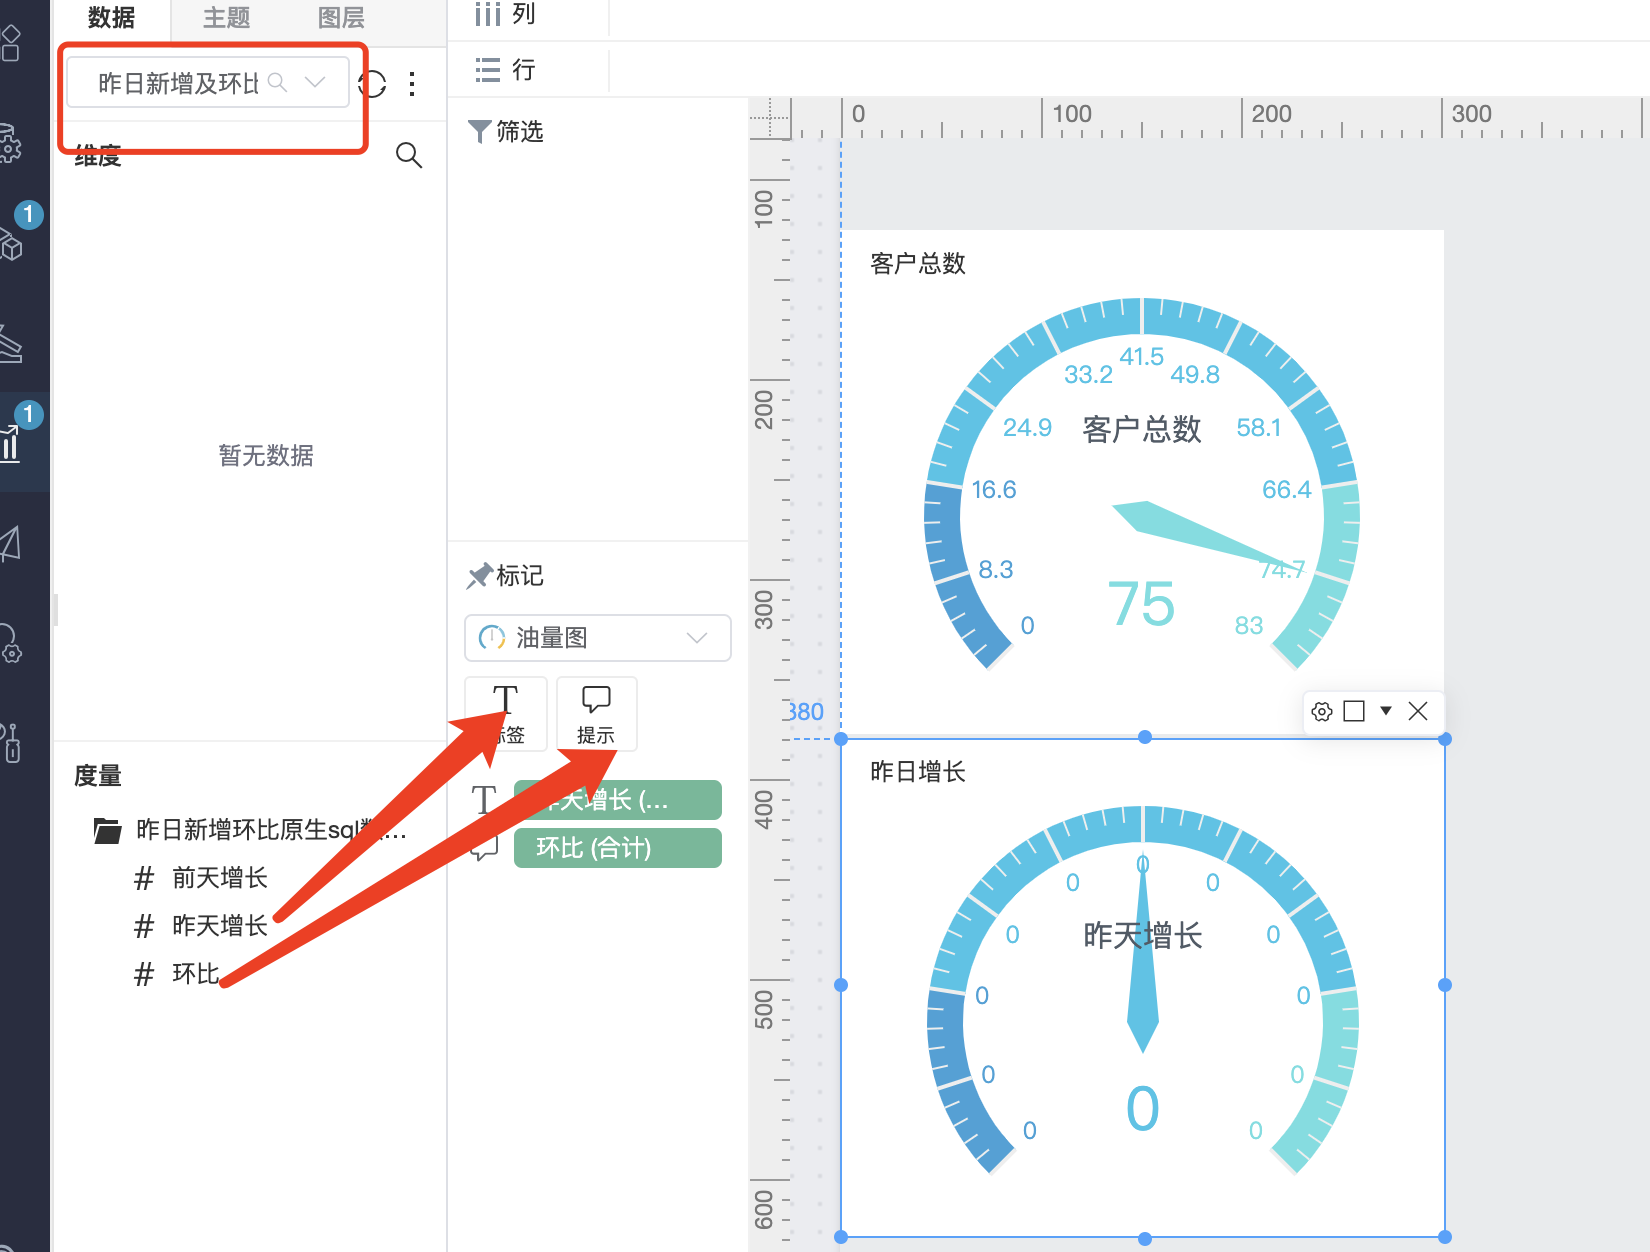 数据
主题
图层
列
昨日新增及环比
行
维度
筛选
1
1
暂无数据
标记
油量图
标签
提示
昨天增长 (...
环比 (合计)
度量
昨日新增环比原生sql数...
# 前天增长
# 昨天增长
# 环比
0
100
200
300
100
200
300
400
500
600
380
客户总数
41.5
33.2
49.8
24.9
客户总数
58.1
16.6
66.4
8.3
74.7
75
0
83
昨日增长
0
0
0
0
昨天增长
0
0
0
0
0
0
0
0